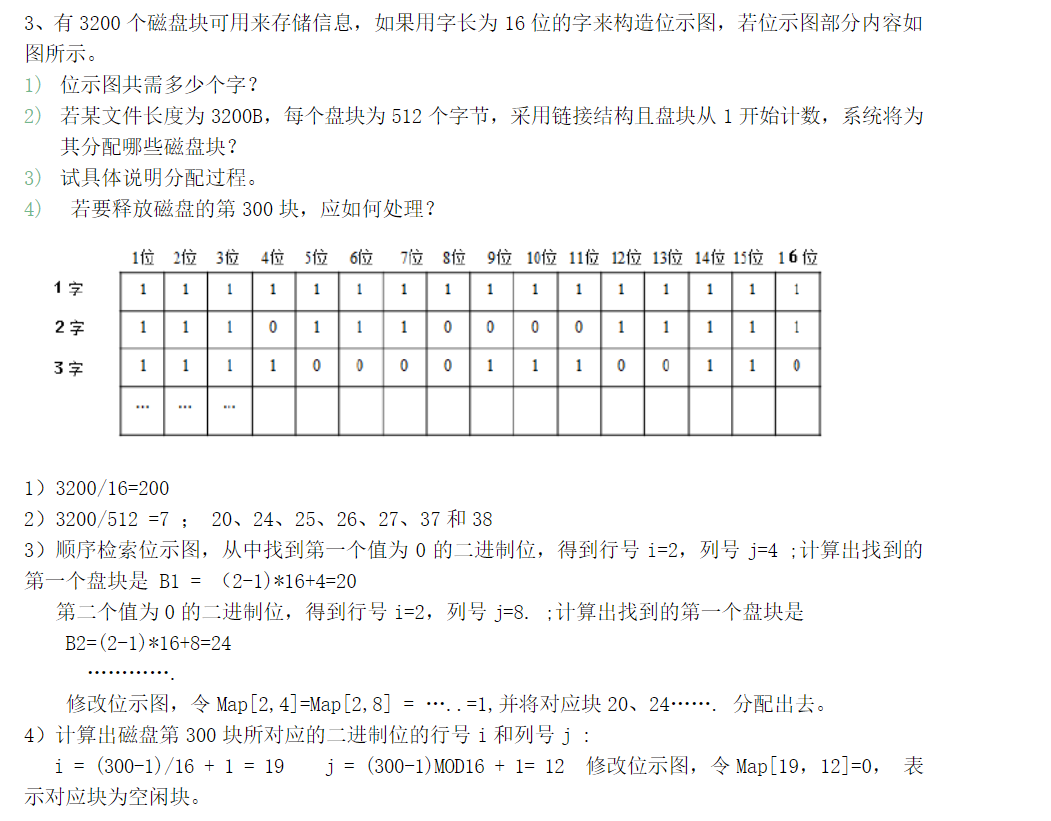 3、有 3200 个磁盘块可用来存储信息，如果用字长为 16 位的字来构造位示图，若位示图部分内容如
图所示。
1) 位示图共需多少个字？
2) 若某文件长度为 3200B，每个盘块为 512 个字节，采用链接结构且盘块从 1 开始计数，系统将为
其分配哪些磁盘块？
3) 试具体说明分配过程。
4) 若要释放磁盘的第 300 块，应如何处理？
1位 2位 3位 4位 5位 6位 7位 8位 9位 10位 11位 12位 13位 14位 15位 16位
1字 1 1 1 1 1 1 1 1 1 1 1 1 1 1 1 1
2字 1 1 1 0 1 1 1 0 0 0 0 1 1 1 1 1
3字 1 1 1 1 0 0 0 0 1 1 1 0 0 1 1 0
… … …
1）3200/16=200
2）3200/512 =7 ； 20、24、25、26、27、37 和 38
3）顺序检索位示图，从中找到第一个值为 0 的二进制位，得到行号 i=2，列号 j=4 ;计算出找到的
第一个盘块是 B1 = （2-1)*16+4=20
第二个值为 0 的二进制位，得到行号 i=2，列号 j=8. ;计算出找到的第一个盘块是
B2=(2-1)*16+8=24
………….
修改位示图，令 Map[2,4]=Map[2,8] = …..=1,并将对应块 20、24……. 分配出去。
4）计算出磁盘第 300 块所对应的二进制位的行号 i 和列号 j :
i = (300-1)/16 + 1 = 19 j = (300-1)MOD16 + 1= 12 修改位示图，令 Map[19，12]=0， 表
示对应块为空闲块。